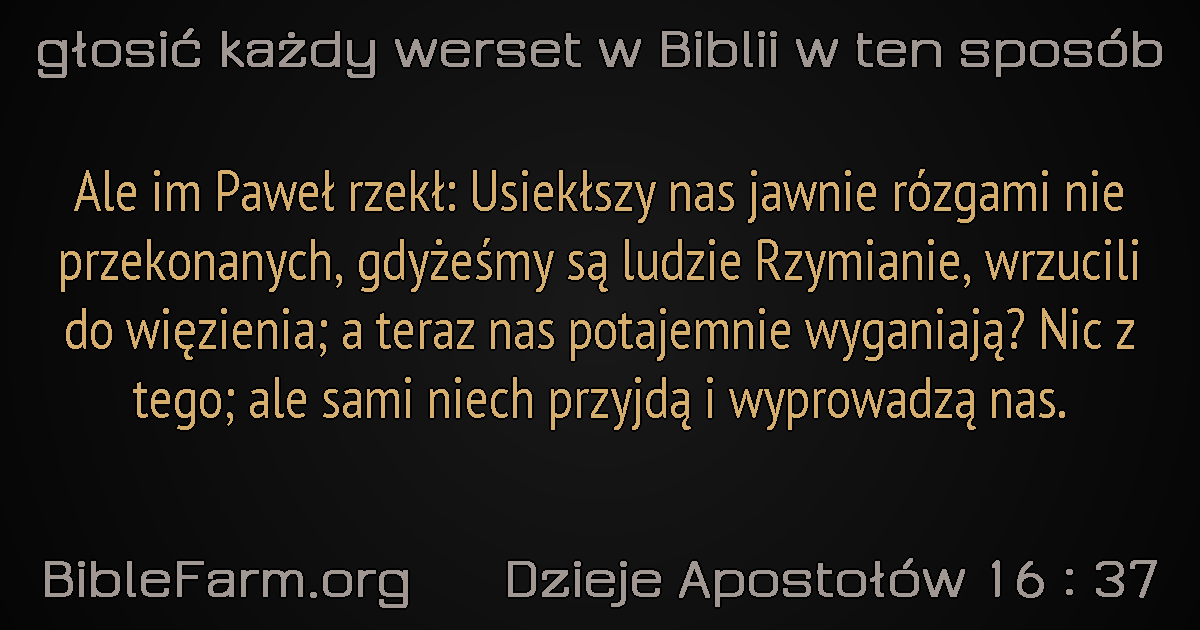 głosić każdy werset w Biblii w ten sposób
Ale im Paweł rzekł: Usiekłszy nas jawnie rózgami nie
przekonanych, gdyżeśmy są ludzie Rzymianie, wrzucili
do więzienia; a teraz nas potajemnie wyganiają? Nic z
tego; ale sami niech przyjdą i wyprowadzą nas.
BibleFarm.org Dzieje Apostołów 16 : 37